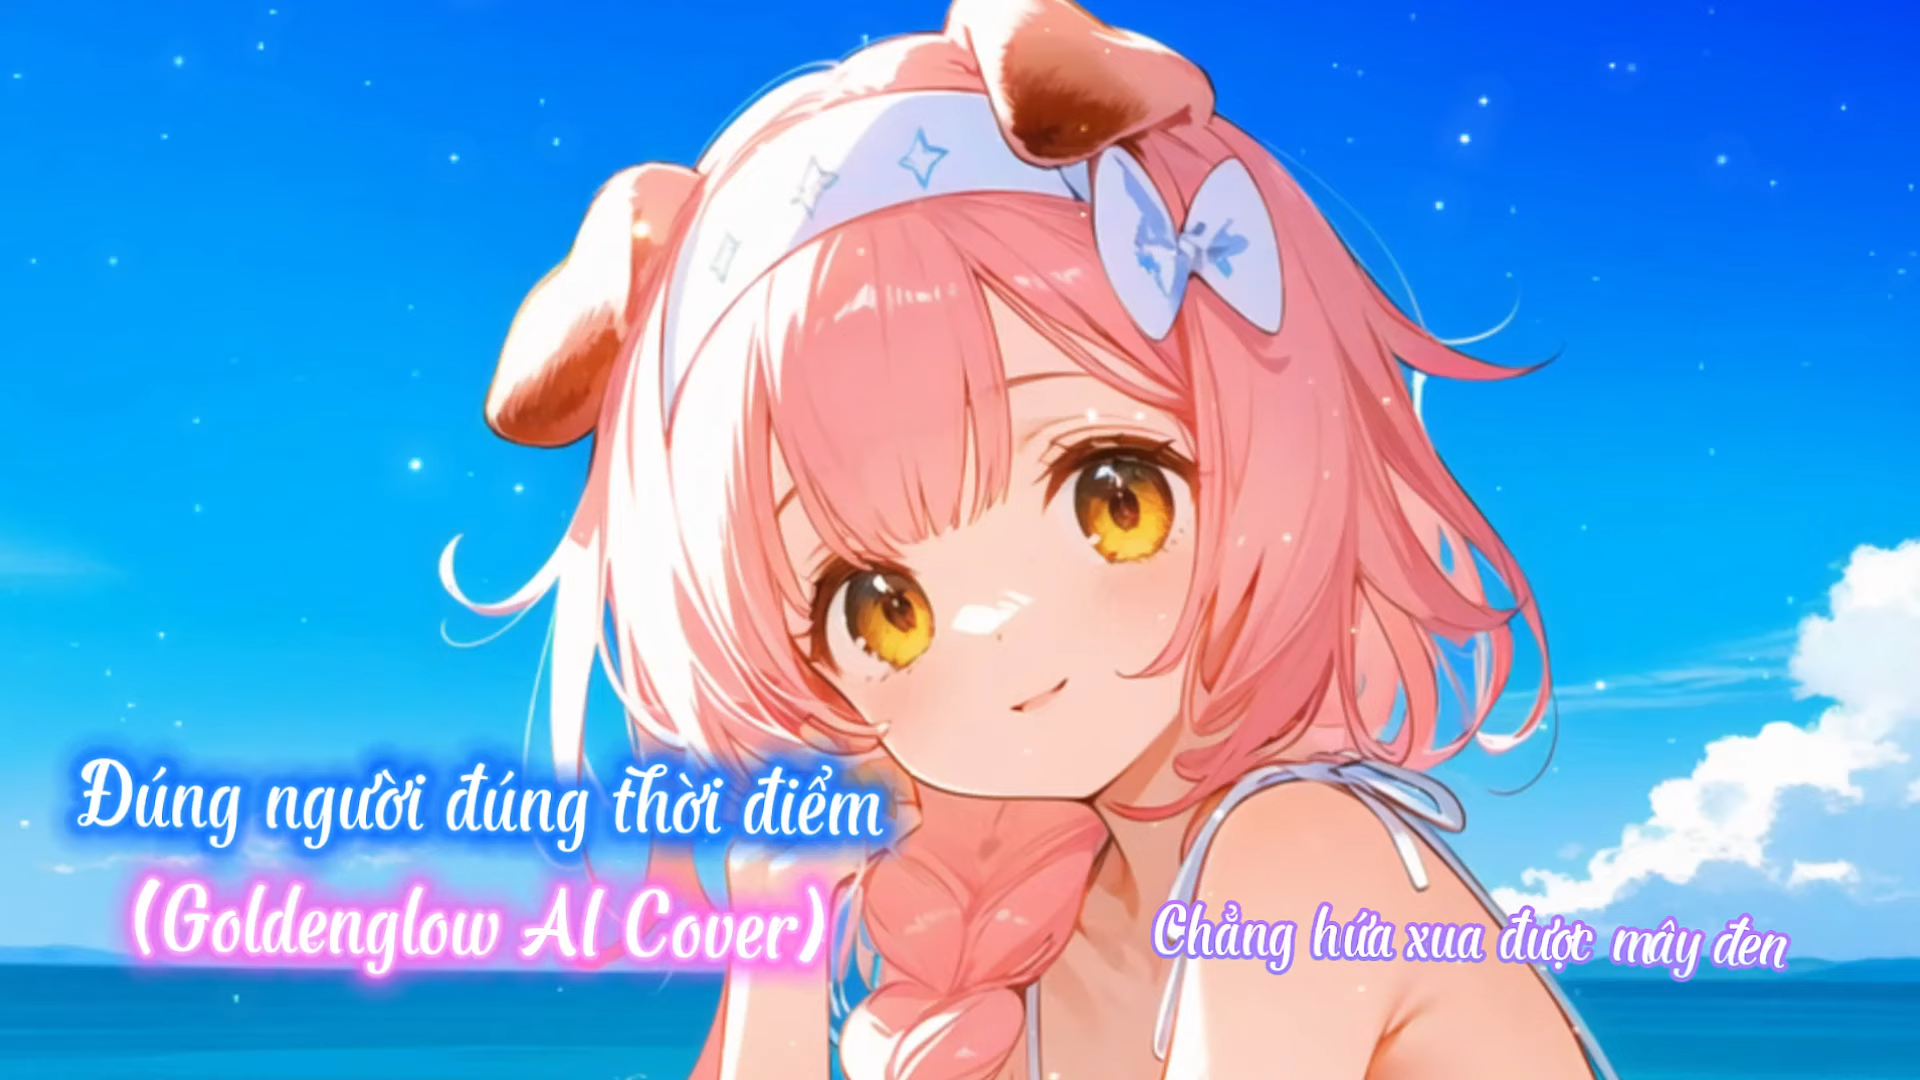 Đúng người đúng thời điểm
(Goldenglow AI Cover)
Chẳng hứa xua được mây đen